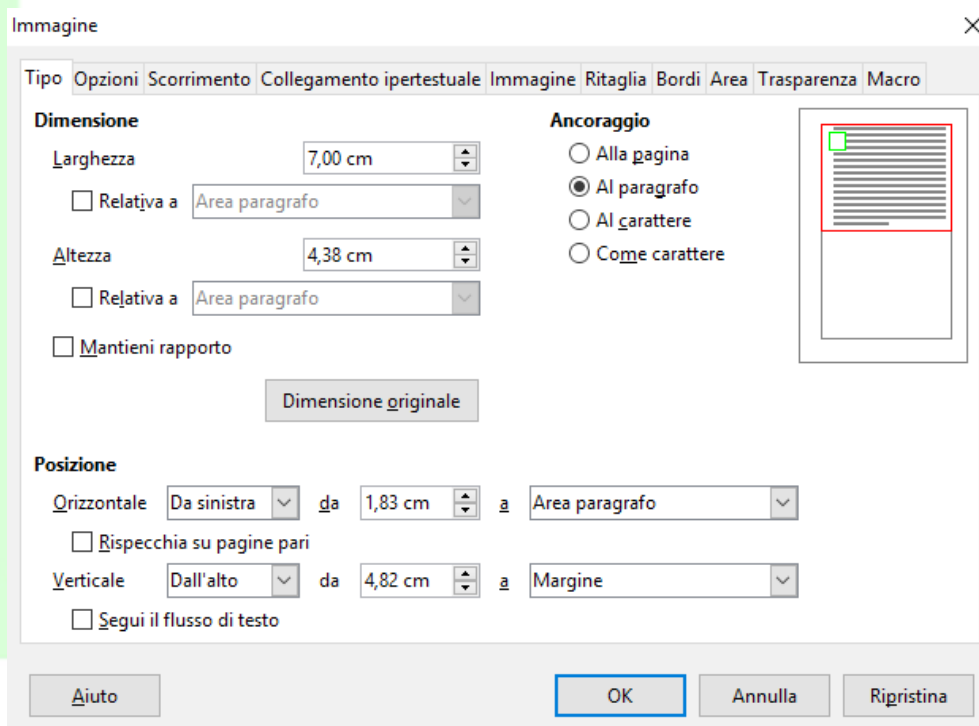 Immagine
Tipo Opzioni Scorrimento Collegamento ipertestuale Immagine Ritaglia Bordi Area Trasparenza Macro
Dimensione
Larghezza 7,00 cm
Relativa a Area paragrafo
Altezza 4,38 cm
Relativa a Area paragrafo
Mantieni rapporto
Dimensione originale
Ancoraggio
Alla pagina
Al paragrafo
Al carattere
Come carattere
Posizione
Orizzontale Da sinistra da 1,83 cm a Area paragrafo
Rispecchia su pagine pari
Verticale Dall'alto da 4,82 cm a Margine
Segui il flusso di testo
Aiuto OK Annulla Ripristina